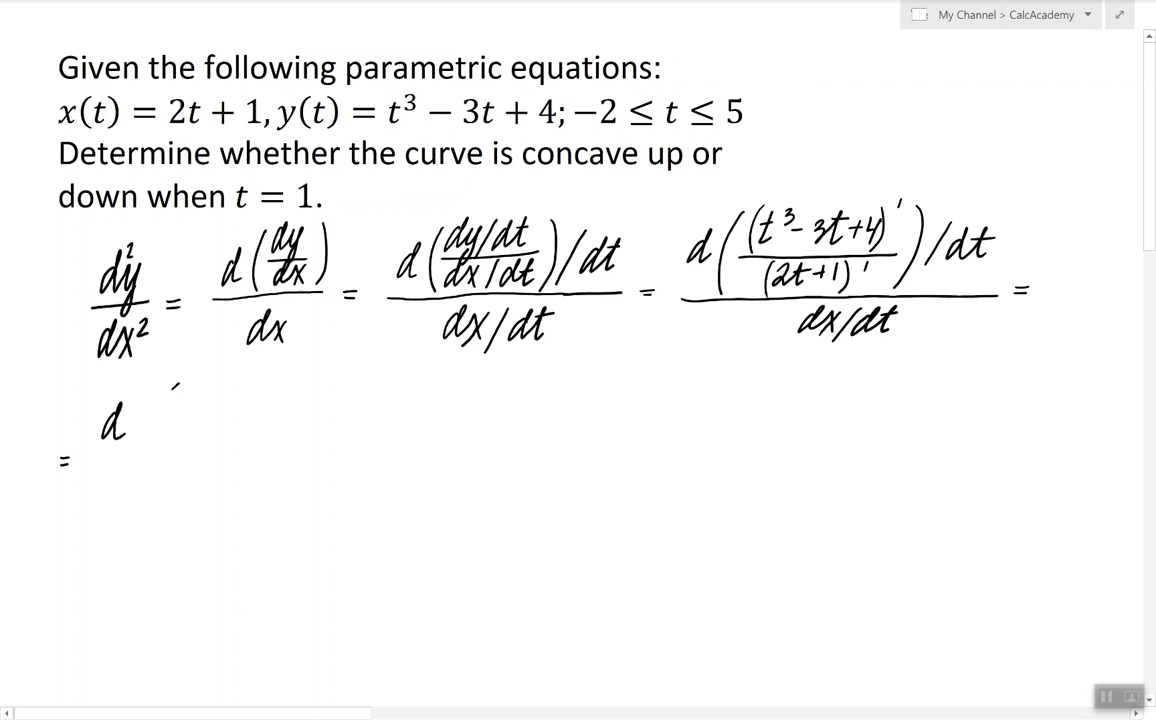 My Channel > CalcAcademy
Given the following parametric equations:
x(t) = 2t + 1, y(t) = t³ − 3t + 4; −2 ≤ t ≤ 5
Determine whether the curve is concave up or
down when t = 1.
d²y/dx² = d(dy/dx)/dx = (d((dy/dt)/(dx/dt))/dt)/(dx/dt) = (d((t³-3t+4)'/(2t+1)')/dt)/(dx/dt) =
= d